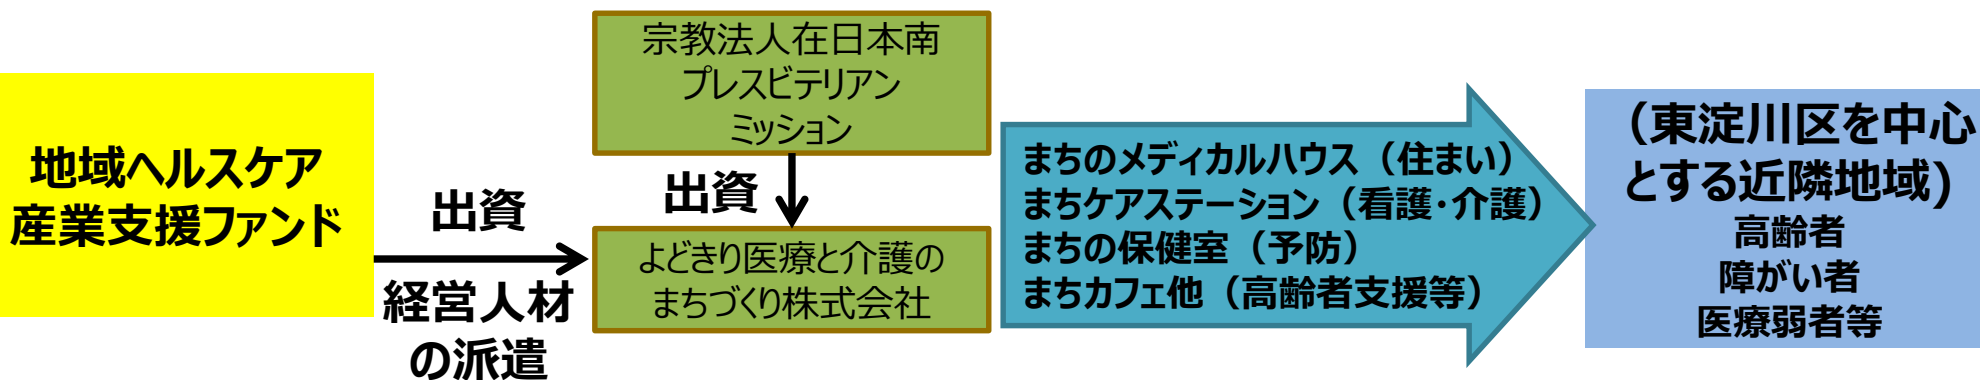 地域ヘルスケア
産業支援ファンド
出資
経営人材
の派遣
宗教法人在日本南
プレスビテリアン
ミッション
出資
よどきり医療と介護の
まちづくり株式会社
まちのメディカルハウス（住まい）
まちケアステーション（看護・介護）
まちの保健室（予防）
まちカフェ他（高齢者支援等）
（東淀川区を中心
とする近隣地域)
高齢者
障がい者
医療弱者等